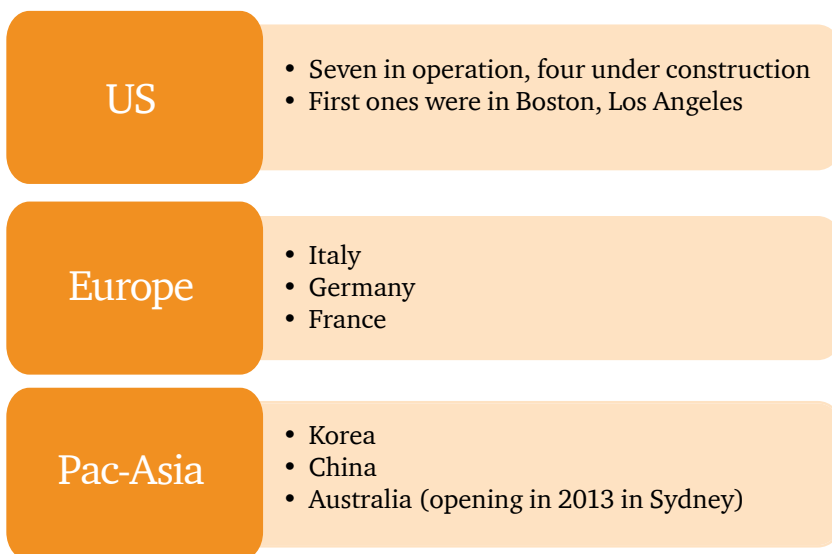 US
• Seven in operation, four under construction
• First ones were in Boston, Los Angeles
Europe
• Italy
• Germany
• France
Pac-Asia
• Korea
• China
• Australia (opening in 2013 in Sydney)